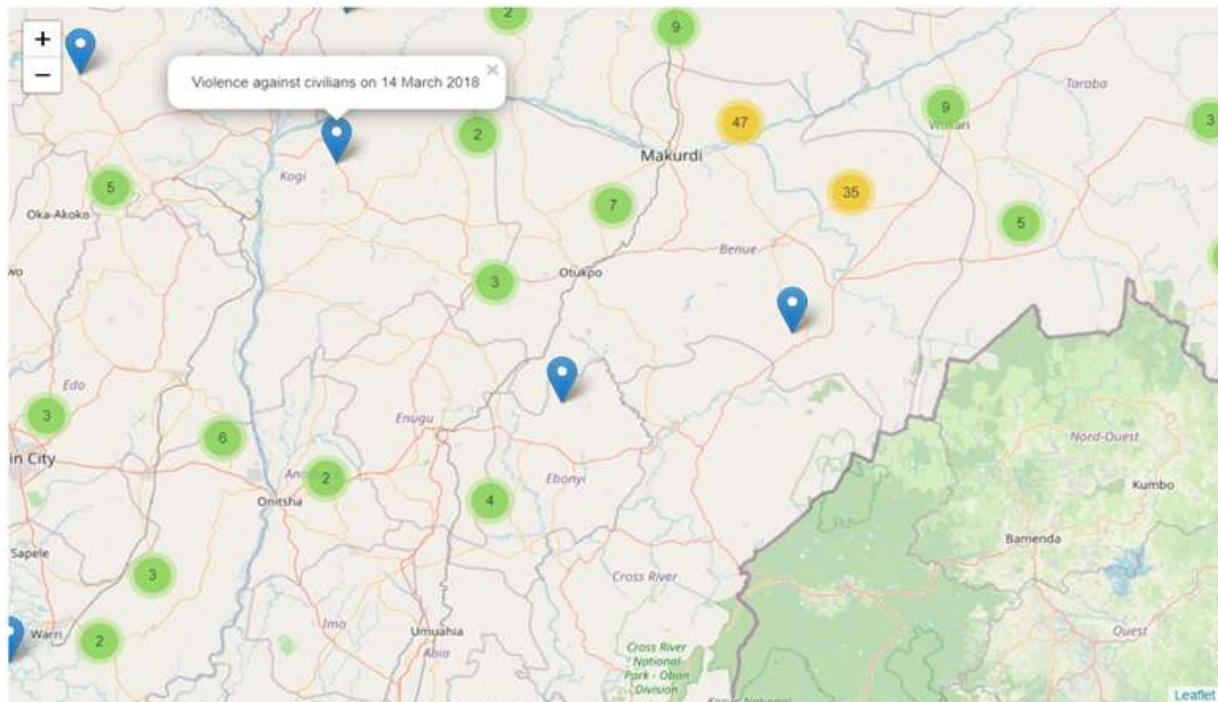 +
−
2
9
Violence against civilians on 14 March 2018
×
Taraba
47
9
3
2
Wukari
Makurdi
Kogi
5
35
7
Oka-Akoko
5
Benue
wo
Otukpo
3
Edo
3
Enugu
6
in City
Nord-Ouest
2
Ebonyi
4
Kumbo
Onitsha
Bamenda
Sapele
3
Cross River
Imo
Umuahia
Warri
2
Ouest
Abia
Cross River
National
Park - Oban
Division
Leaflet